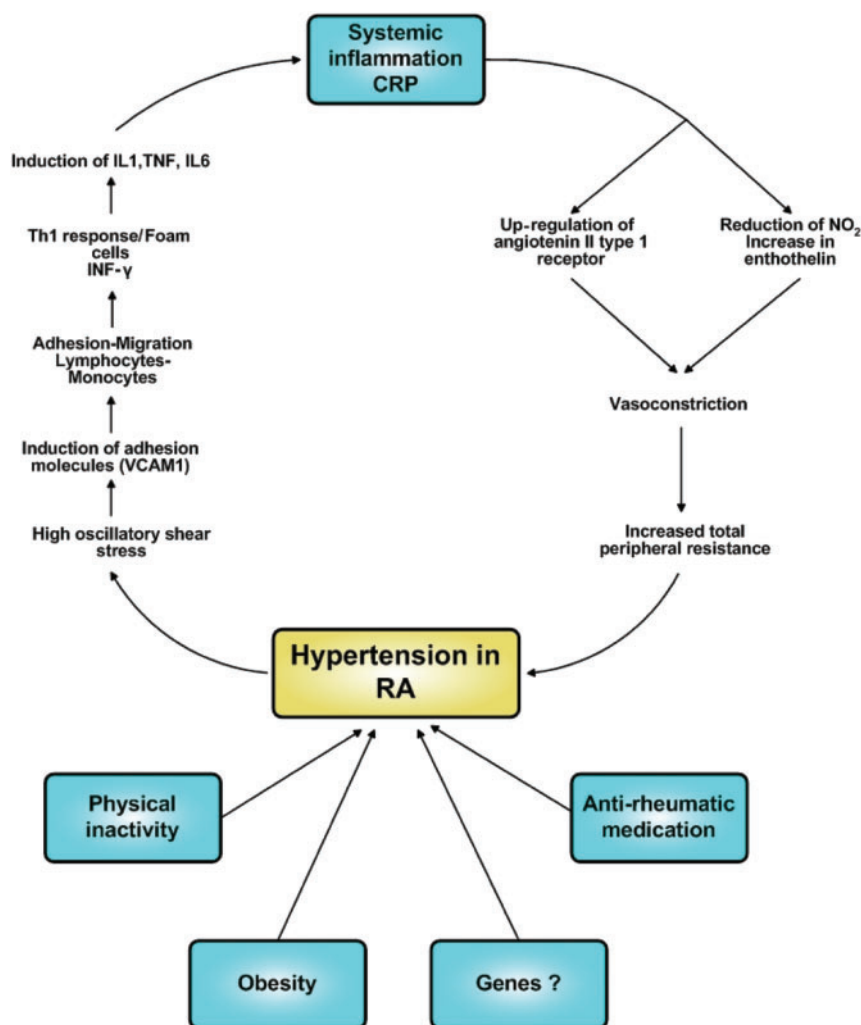 Systemic
inflammation
CRP
Induction of IL1,TNF, IL6
Th1 response/Foam
cells
INF-γ
Adhesion-Migration
Lymphocytes-
Monocytes
Induction of adhesion
molecules (VCAM1)
High oscillatory shear
stress
Up-regulation of
angiotenin II type 1
receptor
Reduction of NO₂
Increase in
enthothelin
Vasoconstriction
Increased total
peripheral resistance
Hypertension in
RA
Physical
inactivity
Anti-rheumatic
medication
Obesity
Genes ?